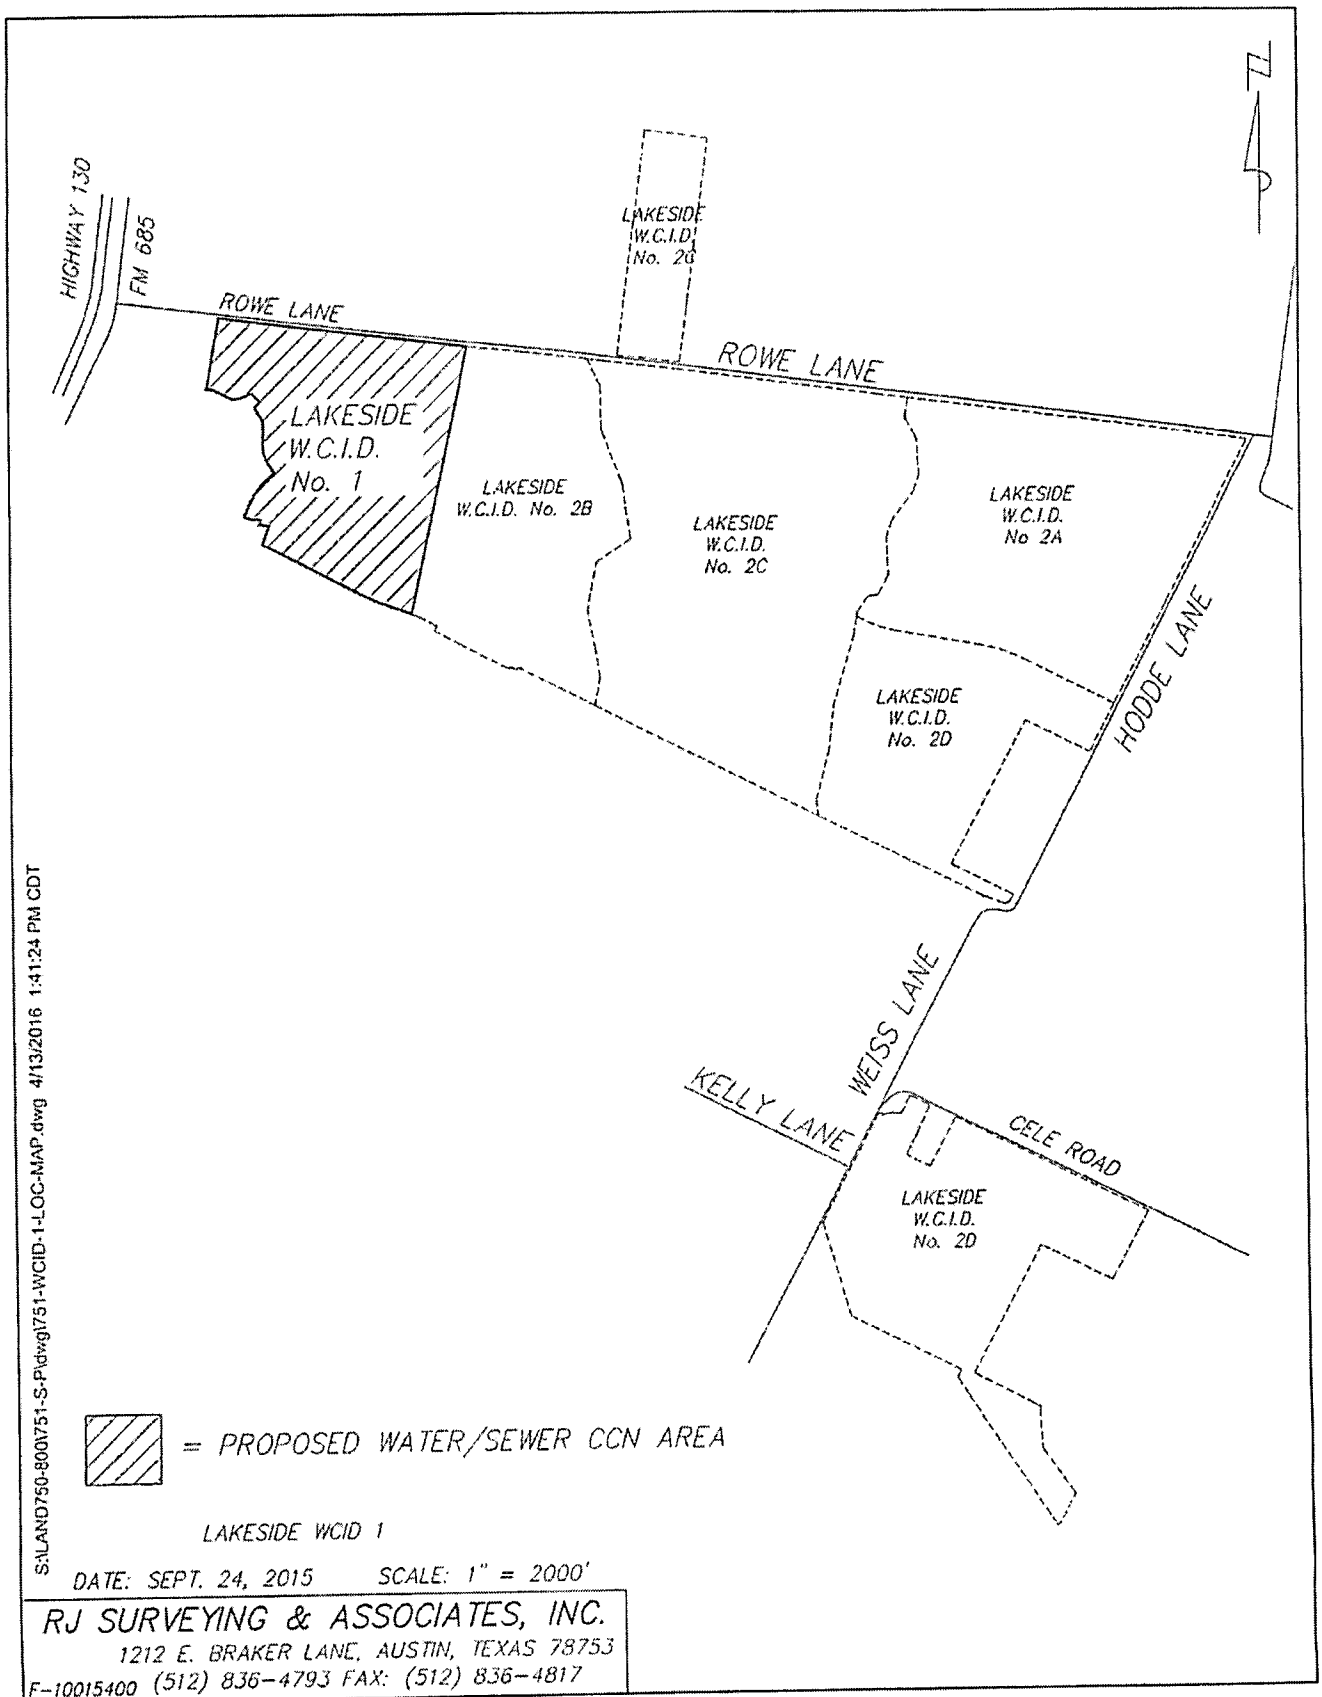 HIGHWAY 130
FM 685
ROWE LANE
LAKESIDE
W.C.I.D.
No. 2C
ROWE LANE
LAKESIDE
W.C.I.D.
No. 1
LAKESIDE
W.C.I.D. No. 2B
LAKESIDE
W.C.I.D.
No. 2C
LAKESIDE
W.C.I.D.
No 2A
HODDE LANE
LAKESIDE
W.C.I.D.
No. 2D
WEISS LANE
KELLY LANE
CELE ROAD
LAKESIDE
W.C.I.D.
No. 2D
S:\LAND750-800\751-S-P\dwg\751-WCID-1-LOC-MAP.dwg 4/13/2016 1:41:24 PM CDT
= PROPOSED WATER/SEWER CCN AREA
LAKESIDE WCID 1
DATE: SEPT. 24, 2015 SCALE: 1" = 2000'
RJ SURVEYING & ASSOCIATES, INC.
1212 E. BRAKER LANE, AUSTIN, TEXAS 78753
F-10015400 (512) 836-4793 FAX: (512) 836-4817